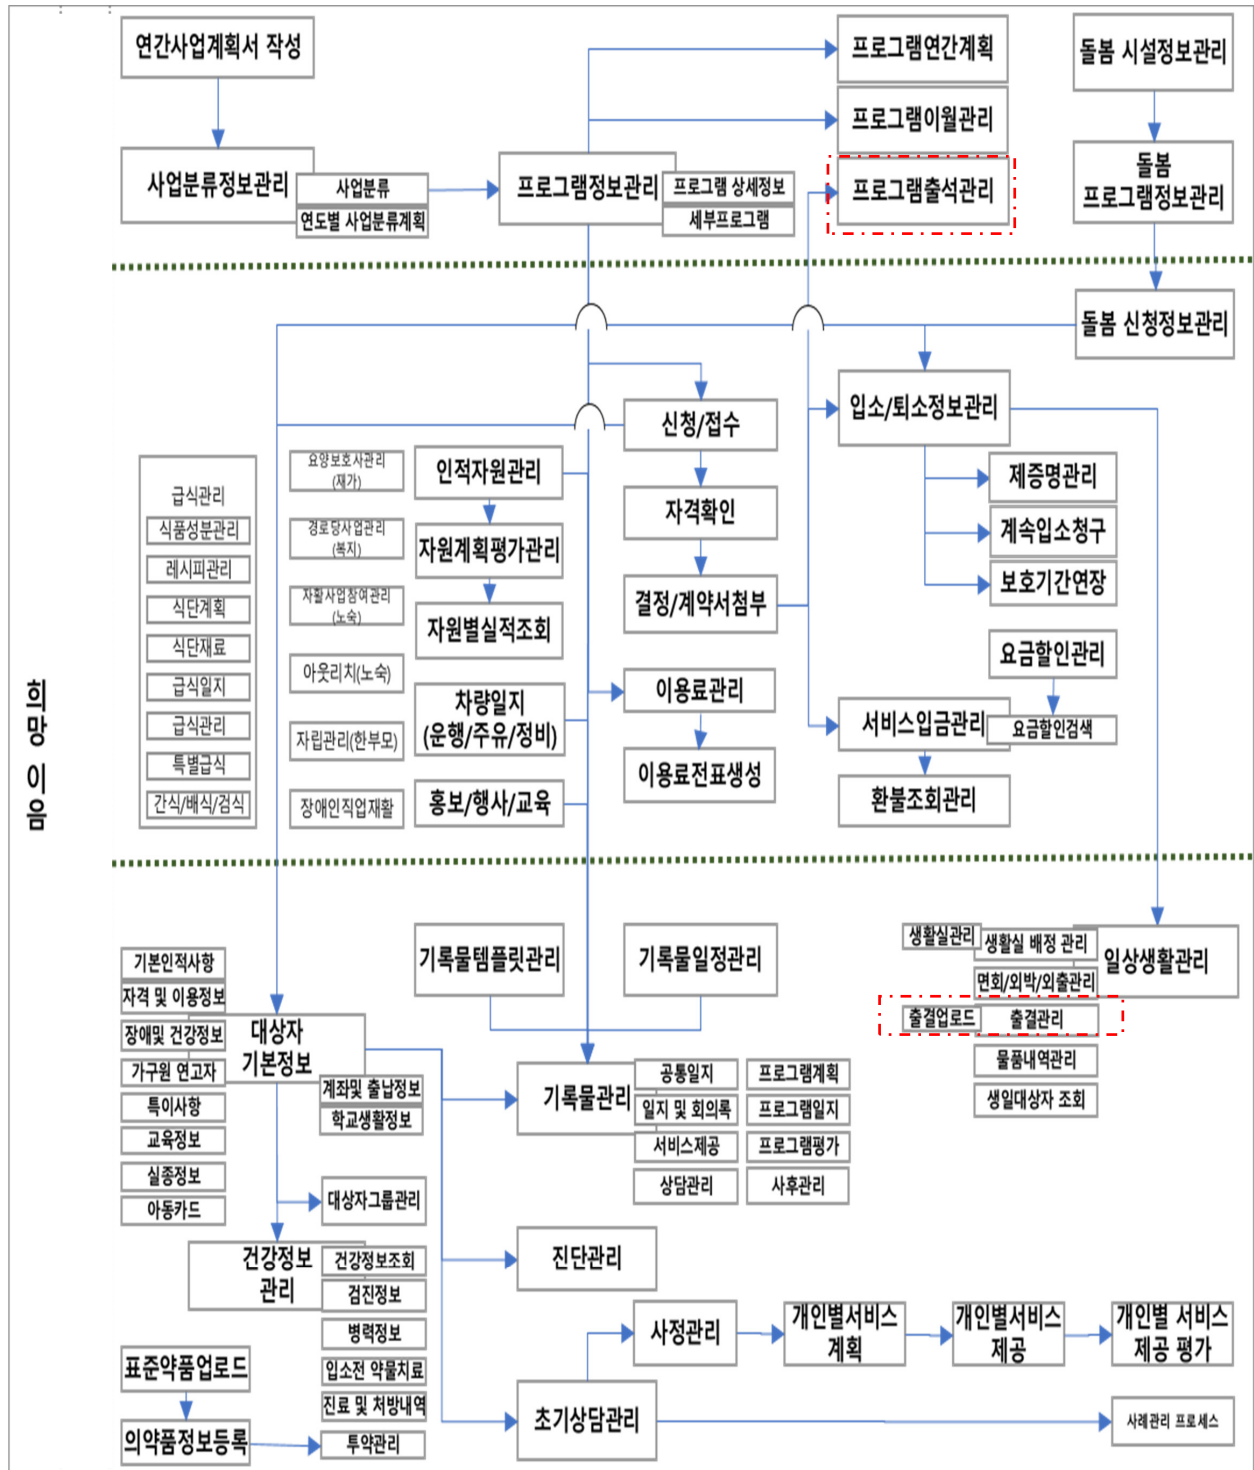 연간사업계획서 작성
프로그램연간계획
돌봄 시설정보관리
프로그램이월관리
사업분류정보관리
사업분류
연도별 사업분류계획
프로그램정보관리
프로그램 상세정보
세부프로그램
프로그램출석관리
돌봄
프로그램정보관리
돌봄 신청정보관리
신청/접수
입소/퇴소정보관리
급식관리
식품성분관리
레시피관리
식단계획
식단재료
급식일지
급식관리
특별급식
간식/배식/검식
요양보호사관리
(재가)
경로당사업관리
(복지)
자활사업참여관리
(노숙)
아웃리치(노숙)
자립관리(한부모)
장애인직업재활
인적자원관리
자원계획평가관리
자원별실적조회
차량일지
(운행/주유/정비)
홍보/행사/교육
자격확인
결정/계약서첨부
이용료관리
이용료전표생성
제증명관리
계속입소청구
보호기간연장
요금할인관리
요금할인검색
서비스입금관리
환불조회관리
희망이음
기록물템플릿관리
기록물일정관리
생활실관리
생활실 배정 관리
면회/외박/외출관리
일상생활관리
출결업로드
출결관리
물품내역관리
생일대상자 조회
기본인적사항
자격 및 이용정보
장애및 건강정보
가구원 연고자
특이사항
교육정보
실종정보
아동카드
대상자
기본정보
계좌및 출납정보
학교생활정보
대상자그룹관리
기록물관리
공통일지
일지 및 회의록
서비스제공
상담관리
프로그램계획
프로그램일지
프로그램평가
사후관리
건강정보
관리
건강정보조회
검진정보
병력정보
입소전 약물치료
진료 및 처방내역
투약관리
진단관리
사정관리
개인별서비스
계획
개인별서비스
제공
개인별 서비스
제공 평가
표준약품업로드
의약품정보등록
초기상담관리
사례관리 프로세스